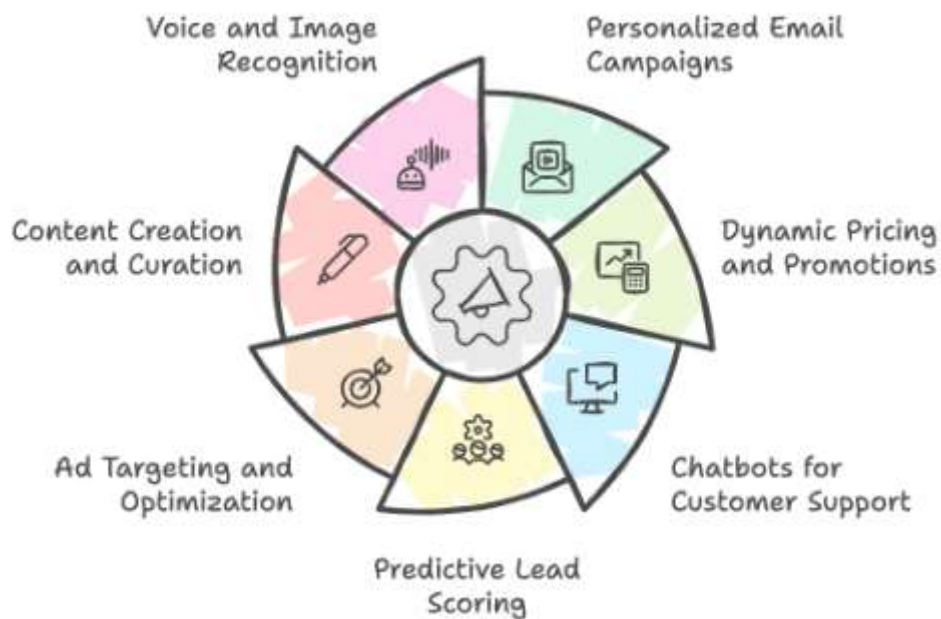 Voice and Image
Recognition
Personalized Email
Campaigns
Content Creation
and Curation
Dynamic Pricing
and Promotions
Ad Targeting and
Optimization
Chatbots for
Customer Support
Predictive Lead
Scoring